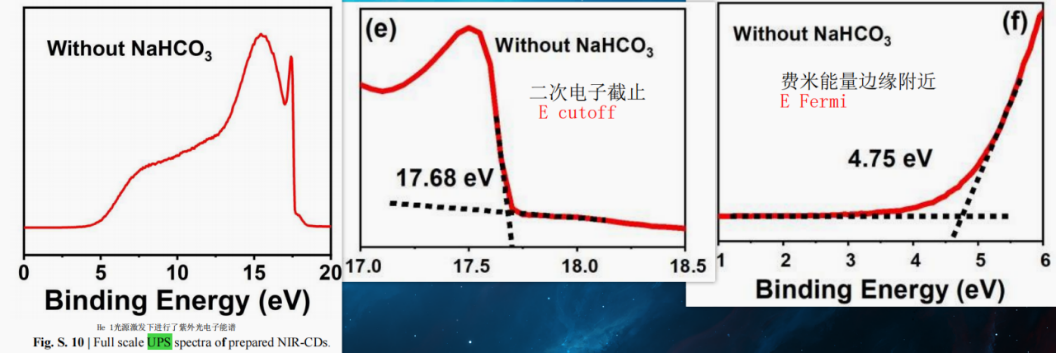 Without NaHCO3
0 5 10 15 20
Binding Energy (eV)
He I光源激发下进行了紫外光电子能谱
Fig. S. 10 | Full scale UPS spectra of prepared NIR-CDs.
(e)
Without NaHCO3
二次电子截止
E cutoff
17.68 eV
17.0 17.5 18.0 18.5
(f)
Without NaHCO3
费米能量边缘附近
E Fermi
4.75 eV
1 2 3 4 5 6
Binding Energy (eV)